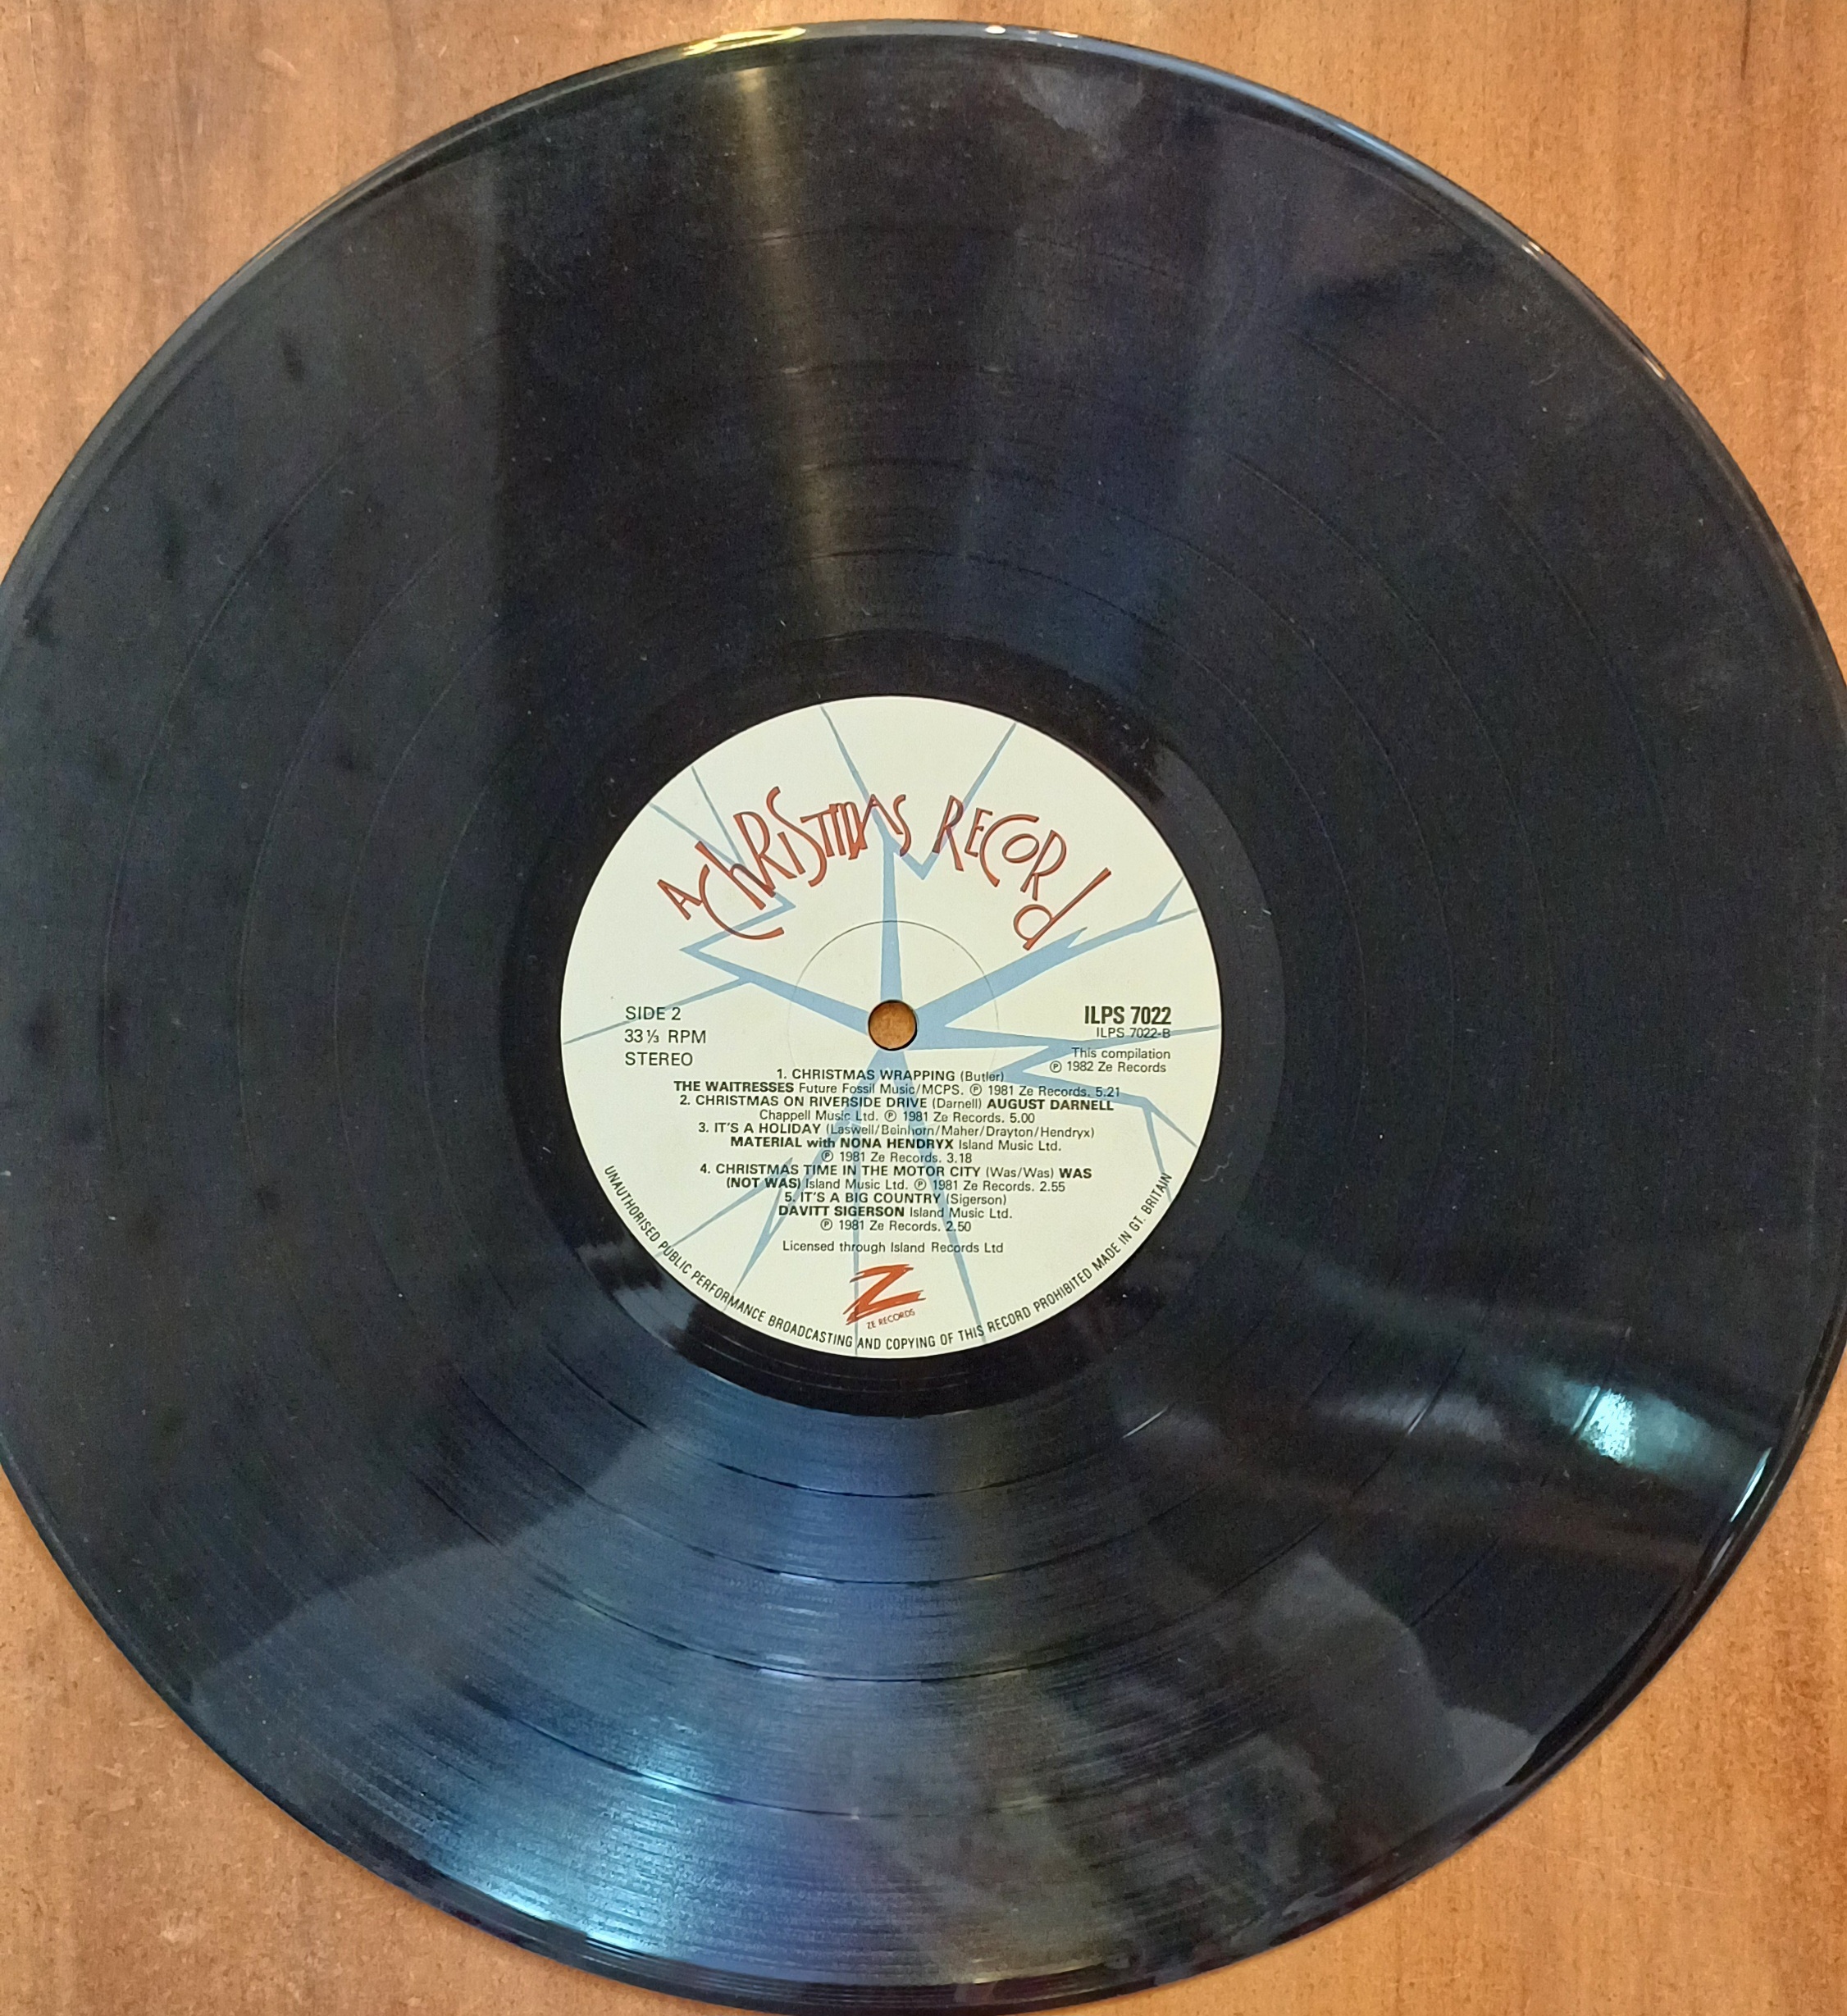 A CHRISTMAS RECORD
SIDE 2
33⅓ RPM
STEREO
ILPS 7022
ILPS 7022-B
This compilation
℗ 1982 Ze Records
1. CHRISTMAS WRAPPING (Butler)
THE WAITRESSES Future Fossil Music/MCPS. ℗ 1981 Ze Records. 5.21
2. CHRISTMAS ON RIVERSIDE DRIVE (Darnell) AUGUST DARNELL
Chappell Music Ltd. ℗ 1981 Ze Records. 5.00
3. IT'S A HOLIDAY (Laswell/Beinhorn/Maher/Drayton/Hendryx)
MATERIAL with NONA HENDRYX Island Music Ltd.
℗ 1981 Ze Records. 3.18
4. CHRISTMAS TIME IN THE MOTOR CITY (Was/Was) WAS
(NOT WAS) Island Music Ltd. ℗ 1981 Ze Records. 2.55
5. IT'S A BIG COUNTRY (Sigerson)
DAVITT SIGERSON Island Music Ltd.
℗ 1981 Ze Records. 2.50
Licensed through Island Records Ltd
Z
ZE RECORDS
UNAUTHORISED PUBLIC PERFORMANCE BROADCASTING AND COPYING OF THIS RECORD PROHIBITED MADE IN GT. BRITAIN